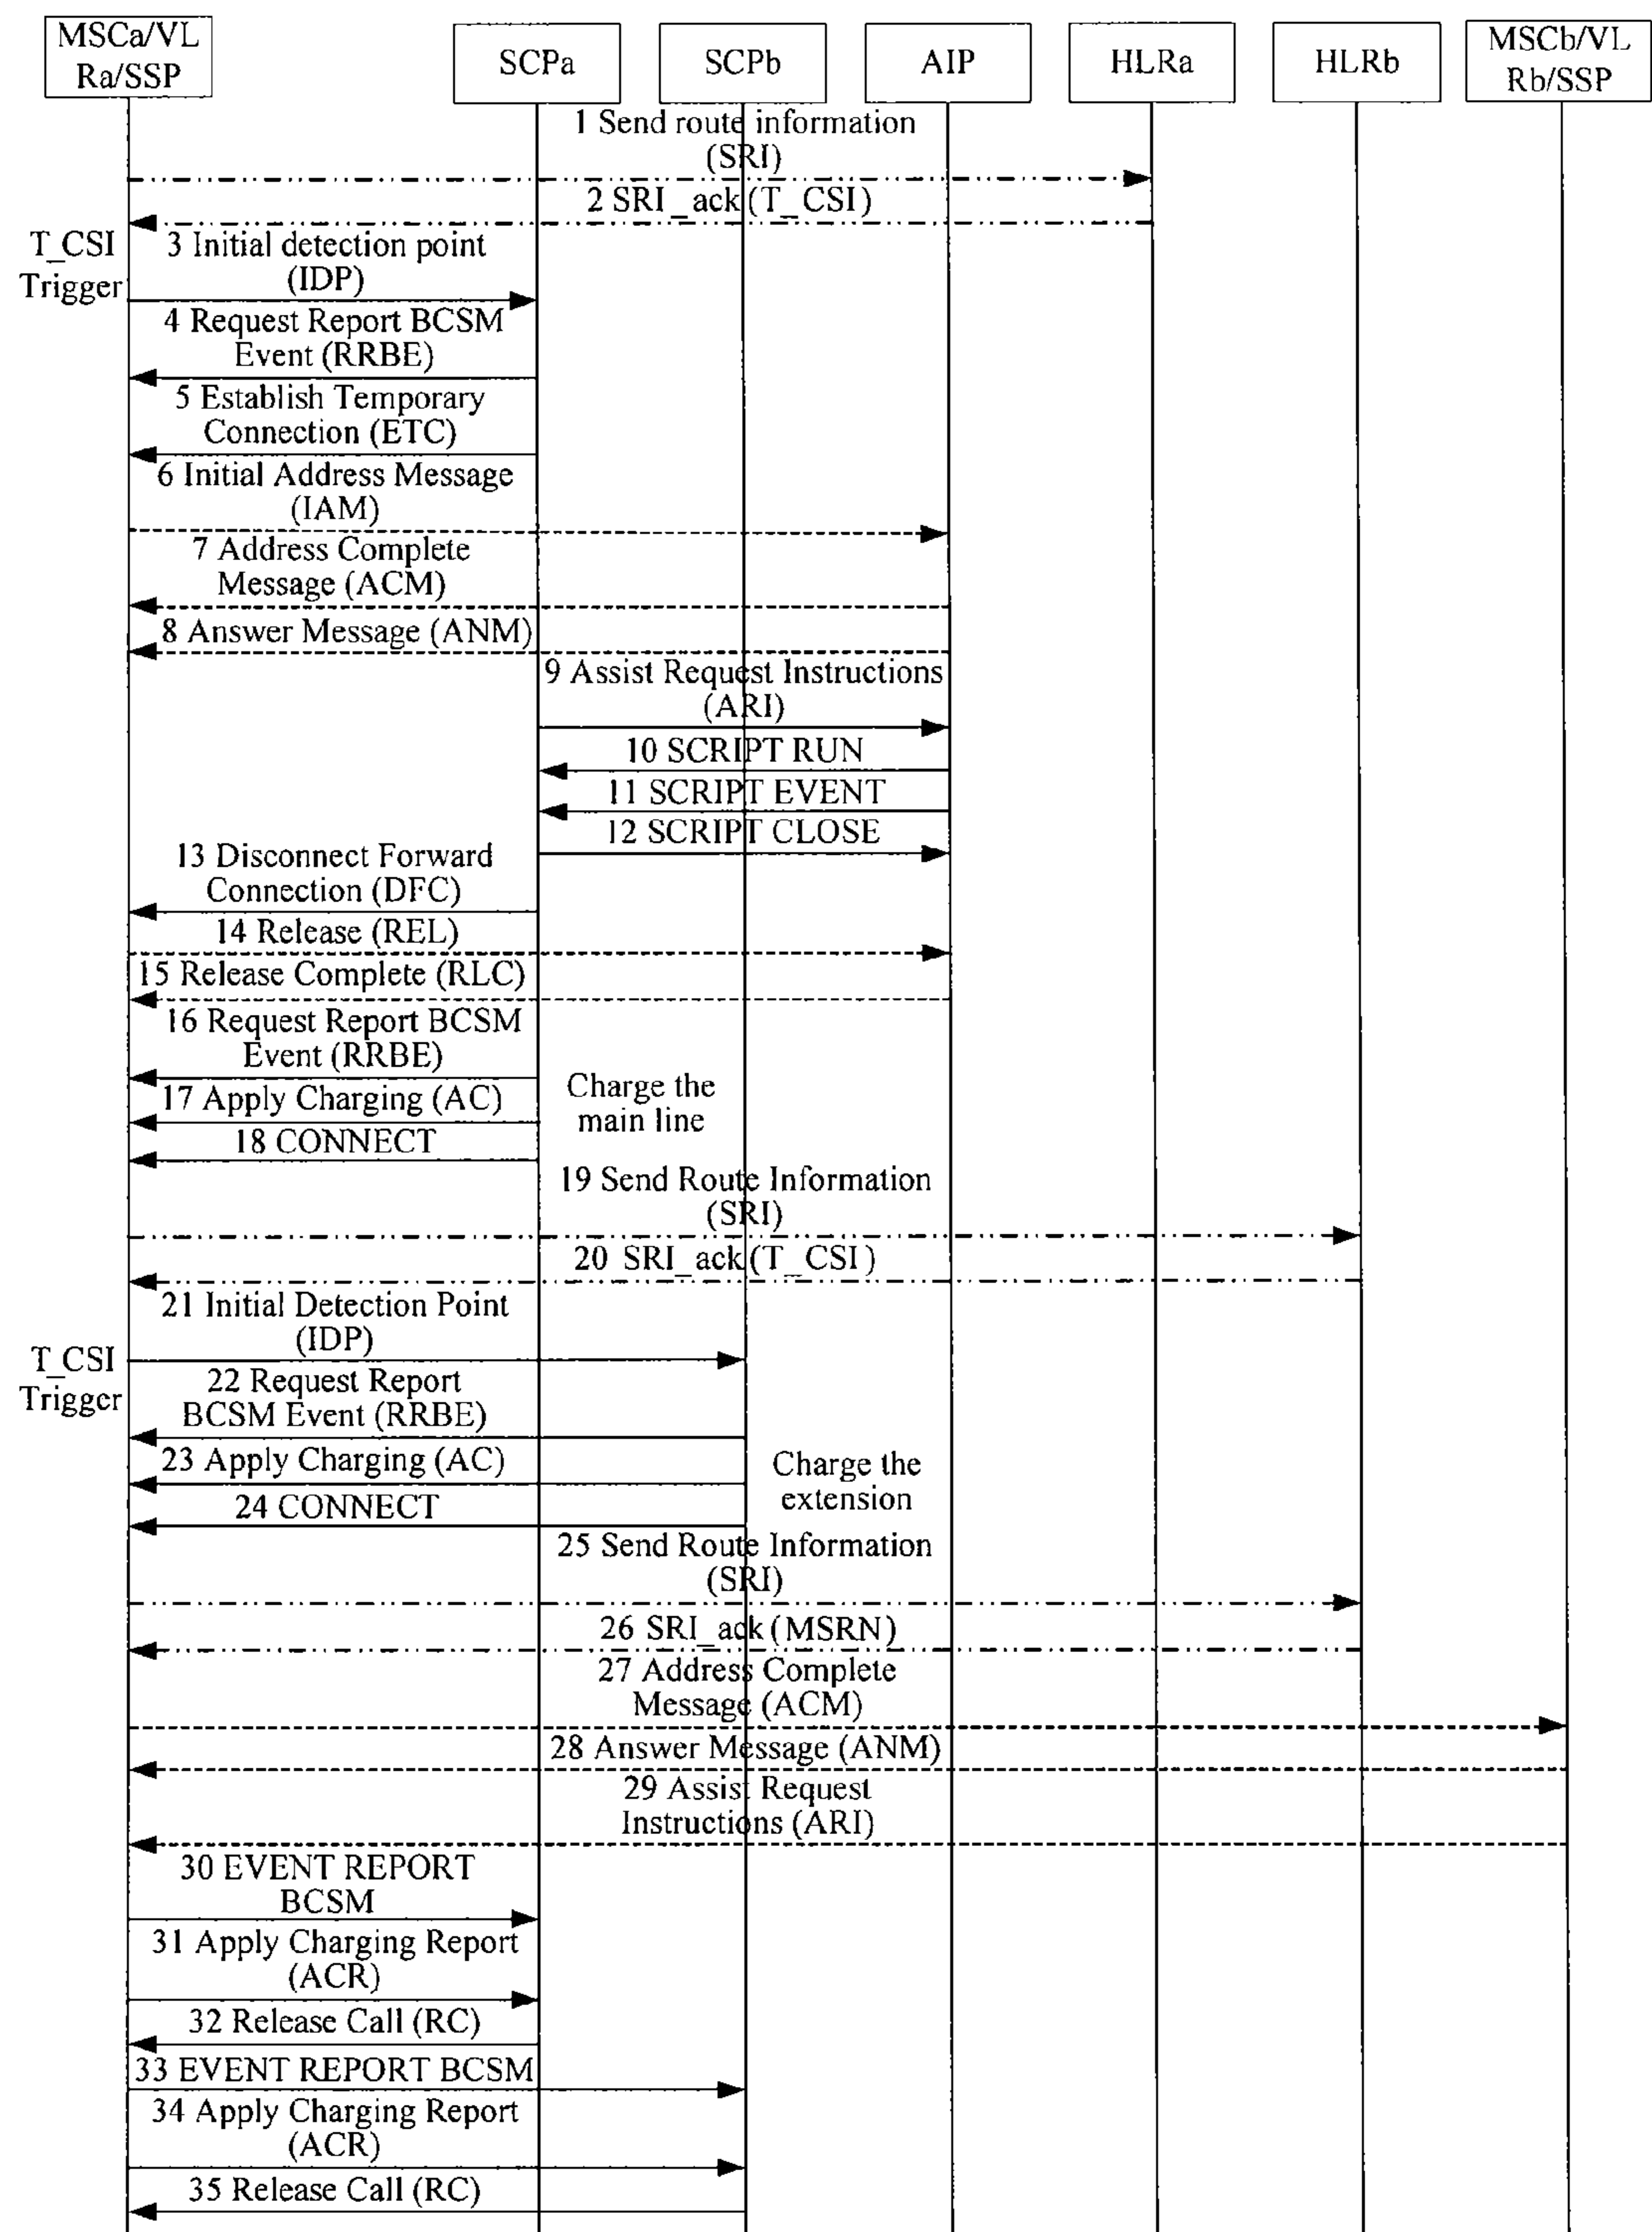 MSCa/VL
Ra/SSP
SCPa
SCPb
AIP
HLRa
HLRb
MSCb/VL
Rb/SSP
1 Send route information
(SRI)
2 SRI_ack(T_CSI)
T_CSI
Trigger
3 Initial detection point
(IDP)
4 Request Report BCSM
Event (RRBE)
5 Establish Temporary
Connection (ETC)
6 Initial Address Message
(IAM)
7 Address Complete
Message (ACM)
8 Answer Message (ANM)
9 Assist Request Instructions
(ARI)
10 SCRIPT RUN
11 SCRIPT EVENT
12 SCRIPT CLOSE
13 Disconnect Forward
Connection (DFC)
14 Release (REL)
15 Release Complete (RLC)
16 Request Report BCSM
Event (RRBE)
17 Apply Charging (AC)
Charge the
main line
18 CONNECT
19 Send Route Information
(SRI)
20 SRI_ack(T_CSI)
21 Initial Detection Point
(IDP)
T_CSI
Trigger
22 Request Report
BCSM Event (RRBE)
23 Apply Charging (AC)
Charge the
extension
24 CONNECT
25 Send Route Information
(SRI)
26 SRI_ack(MSRN)
27 Address Complete
Message (ACM)
28 Answer Message (ANM)
29 Assist Request
Instructions (ARI)
30 EVENT REPORT
BCSM
31 Apply Charging Report
(ACR)
32 Release Call (RC)
33 EVENT REPORT BCSM
34 Apply Charging Report
(ACR)
35 Release Call (RC)